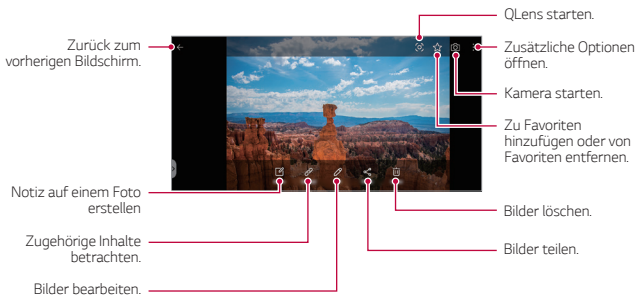 QLens starten.
Zurück zum
vorherigen Bildschirm.
Zusätzliche Optionen
öffnen.
Kamera starten.
Zu Favoriten
hinzufügen oder von
Favoriten entfernen.
Notiz auf einem Foto
erstellen
Bilder löschen.
Zugehörige Inhalte
betrachten.
Bilder teilen.
Bilder bearbeiten.